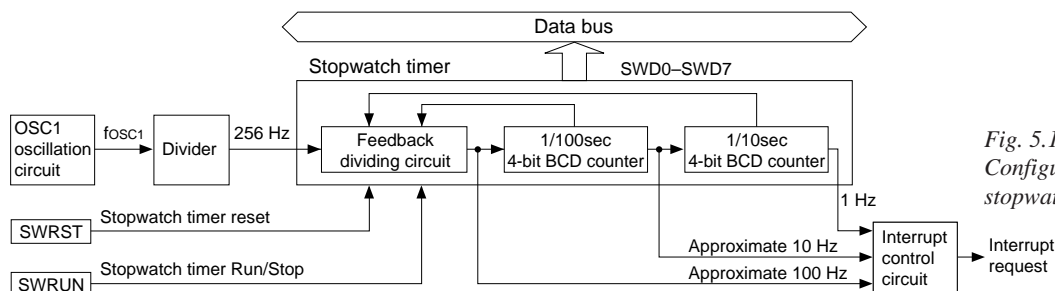 Data bus
Stopwatch timer
SWD0–SWD7
OSC1
oscillation
circuit
fOSC1
Divider
256 Hz
Feedback
dividing circuit
1/100sec
4-bit BCD counter
1/10sec
4-bit BCD counter
1 Hz
SWRST
Stopwatch timer reset
SWRUN
Stopwatch timer Run/Stop
Approximate 10 Hz
Approximate 100 Hz
Interrupt
control
circuit
Interrupt
request
Fig. 5.1
Configu
stopwat